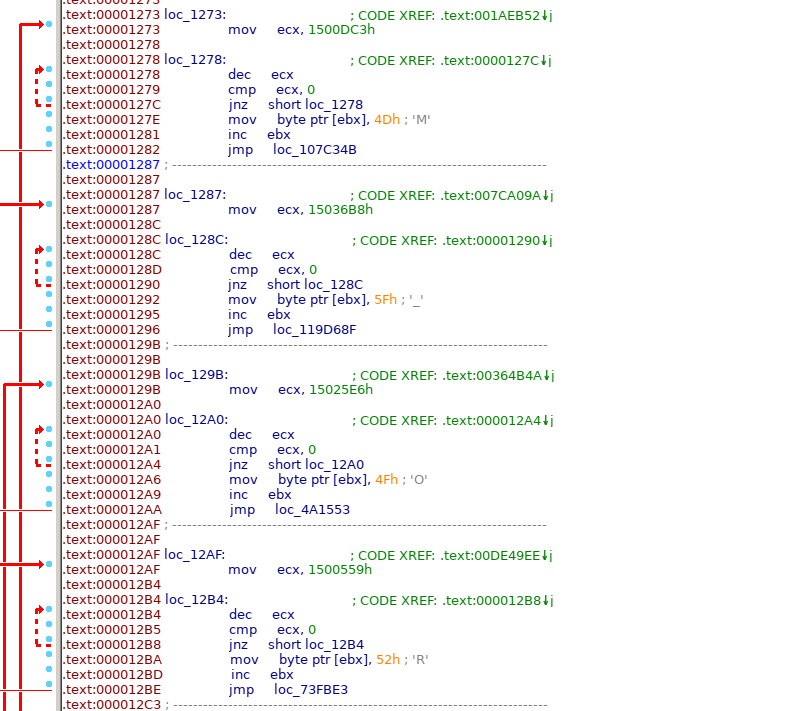 .text:00001273 loc_1273: ; CODE XREF: .text:001AEB52↓j
.text:00001273 mov ecx, 1500DC3h
.text:00001278
.text:00001278 loc_1278: ; CODE XREF: .text:0000127C↓j
.text:00001278 dec ecx
.text:00001279 cmp ecx, 0
.text:0000127C jnz short loc_1278
.text:0000127E mov byte ptr [ebx], 4Dh ; 'M'
.text:00001281 inc ebx
.text:00001282 jmp loc_107C34B
.text:00001287 ; ---------------------------------------------------------------------------
.text:00001287
.text:00001287 loc_1287: ; CODE XREF: .text:007CA09A↓j
.text:00001287 mov ecx, 15036B8h
.text:0000128C
.text:0000128C loc_128C: ; CODE XREF: .text:00001290↓j
.text:0000128C dec ecx
.text:0000128D cmp ecx, 0
.text:00001290 jnz short loc_128C
.text:00001292 mov byte ptr [ebx], 5Fh ; '_'
.text:00001295 inc ebx
.text:00001296 jmp loc_119D68F
.text:0000129B ; ---------------------------------------------------------------------------
.text:0000129B
.text:0000129B loc_129B: ; CODE XREF: .text:00364B4A↓j
.text:0000129B mov ecx, 15025E6h
.text:000012A0
.text:000012A0 loc_12A0: ; CODE XREF: .text:000012A4↓j
.text:000012A0 dec ecx
.text:000012A1 cmp ecx, 0
.text:000012A4 jnz short loc_12A0
.text:000012A6 mov byte ptr [ebx], 4Fh ; 'O'
.text:000012A9 inc ebx
.text:000012AA jmp loc_4A1553
.text:000012AF ; ---------------------------------------------------------------------------
.text:000012AF
.text:000012AF loc_12AF: ; CODE XREF: .text:00DE49EE↓j
.text:000012AF mov ecx, 1500559h
.text:000012B4
.text:000012B4 loc_12B4: ; CODE XREF: .text:000012B8↓j
.text:000012B4 dec ecx
.text:000012B5 cmp ecx, 0
.text:000012B8 jnz short loc_12B4
.text:000012BA mov byte ptr [ebx], 52h ; 'R'
.text:000012BD inc ebx
.text:000012BE jmp loc_73FBE3
.text:000012C3 ; ---------------------------------------------------------------------------